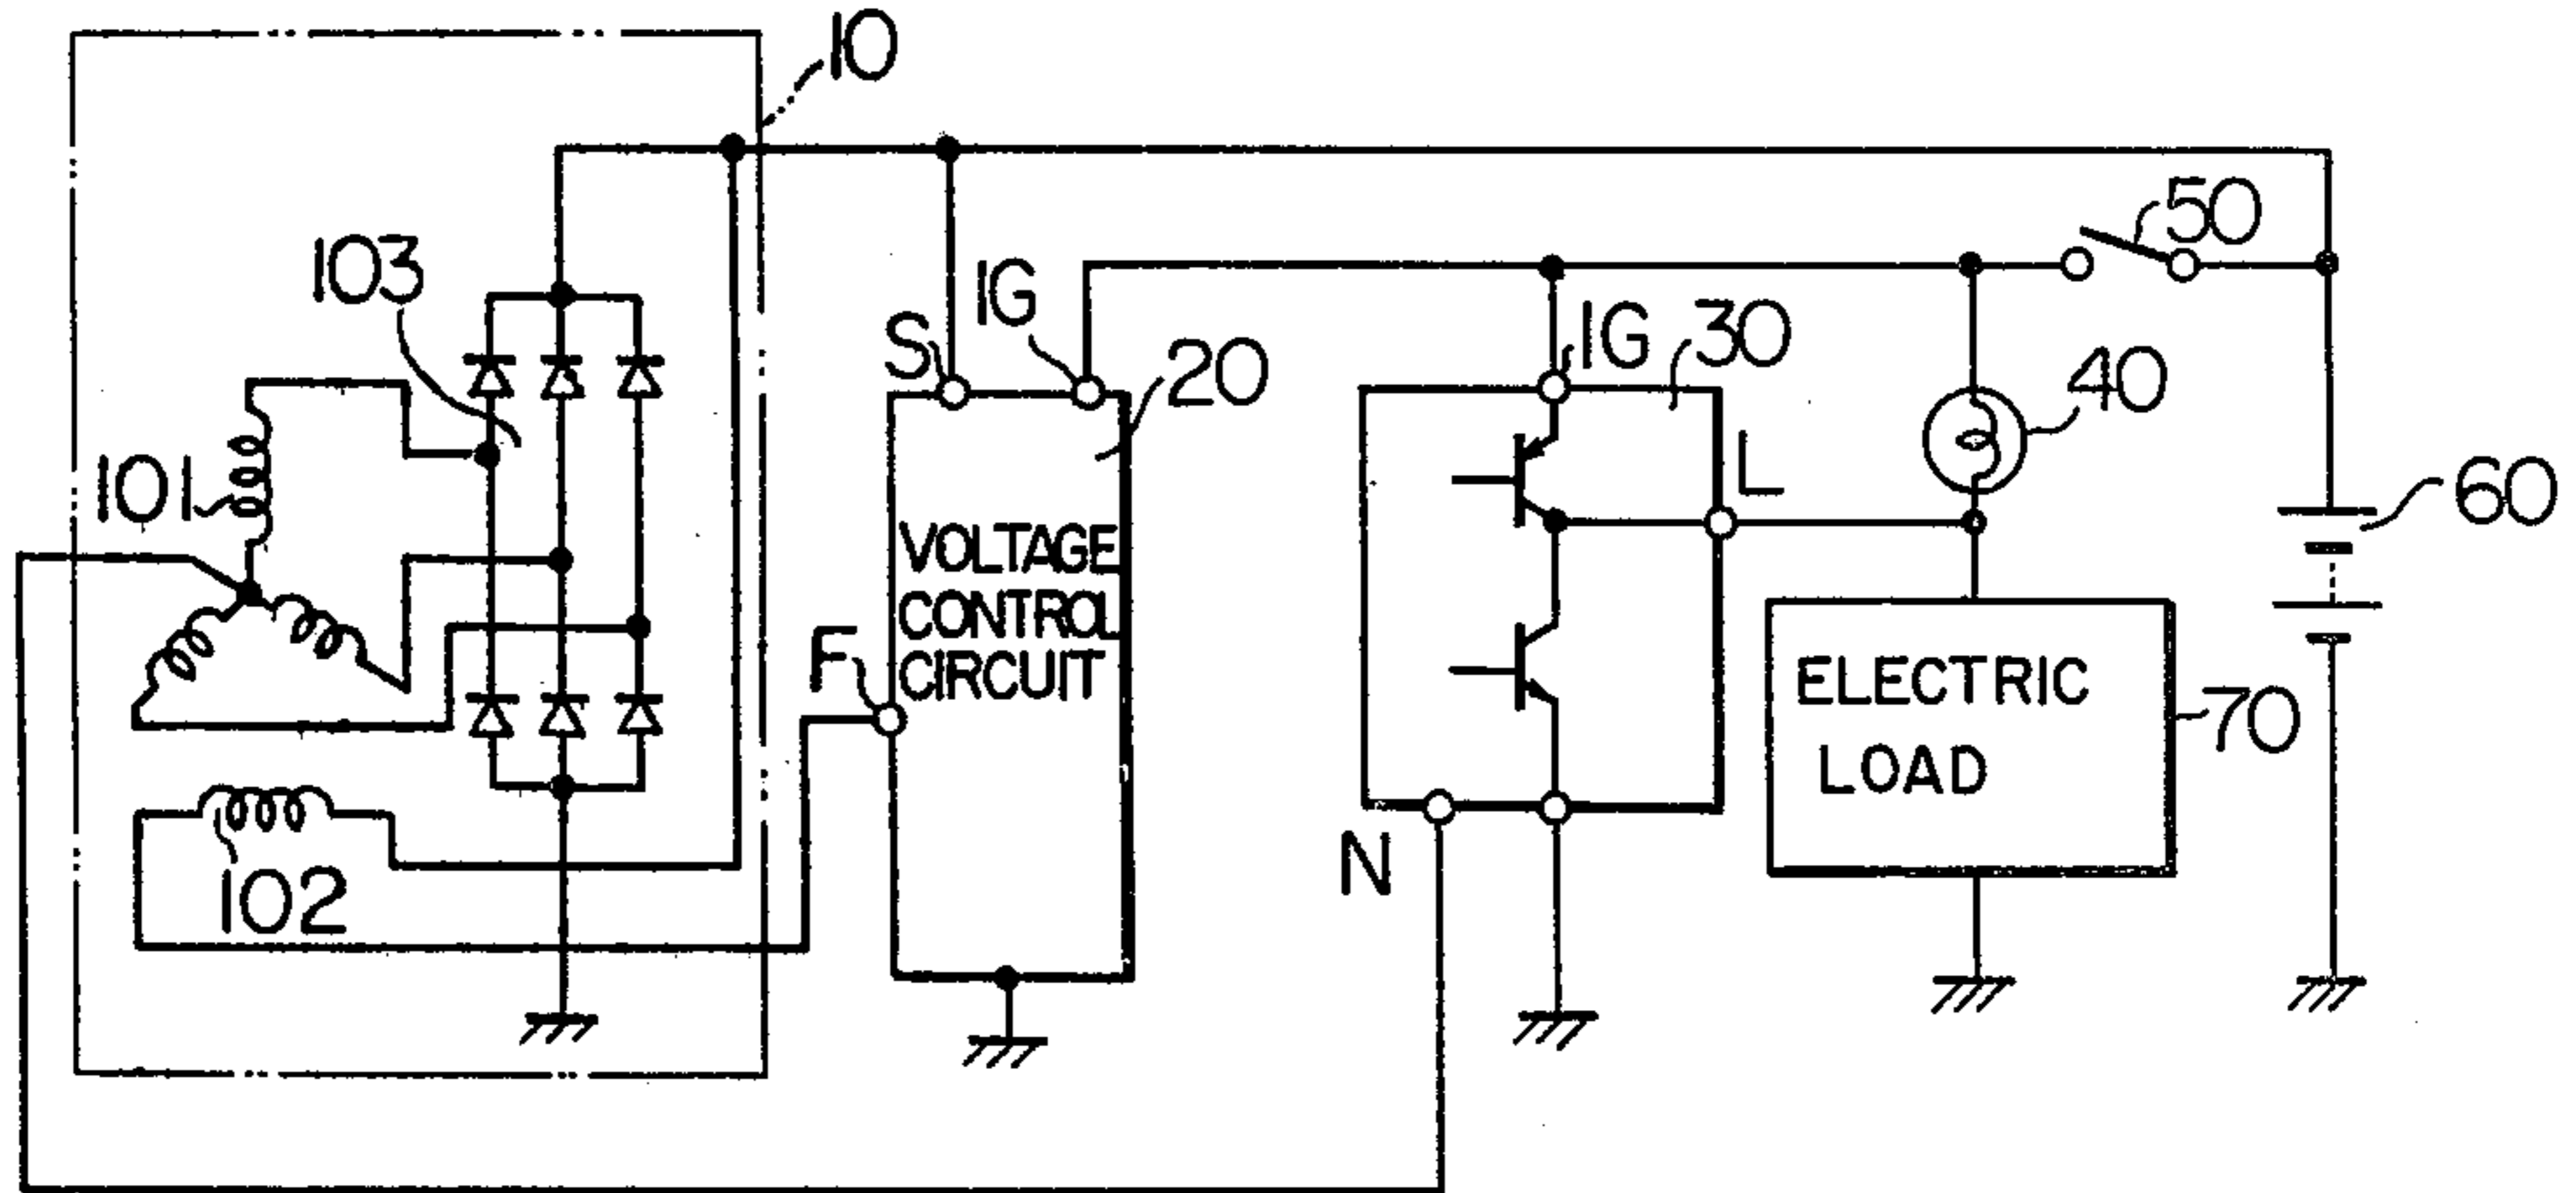 10
103
50
S
IG
20
IG
30
40
101
L
60
VOLTAGE
CONTROL
CIRCUIT
F
ELECTRIC
LOAD
70
102
N